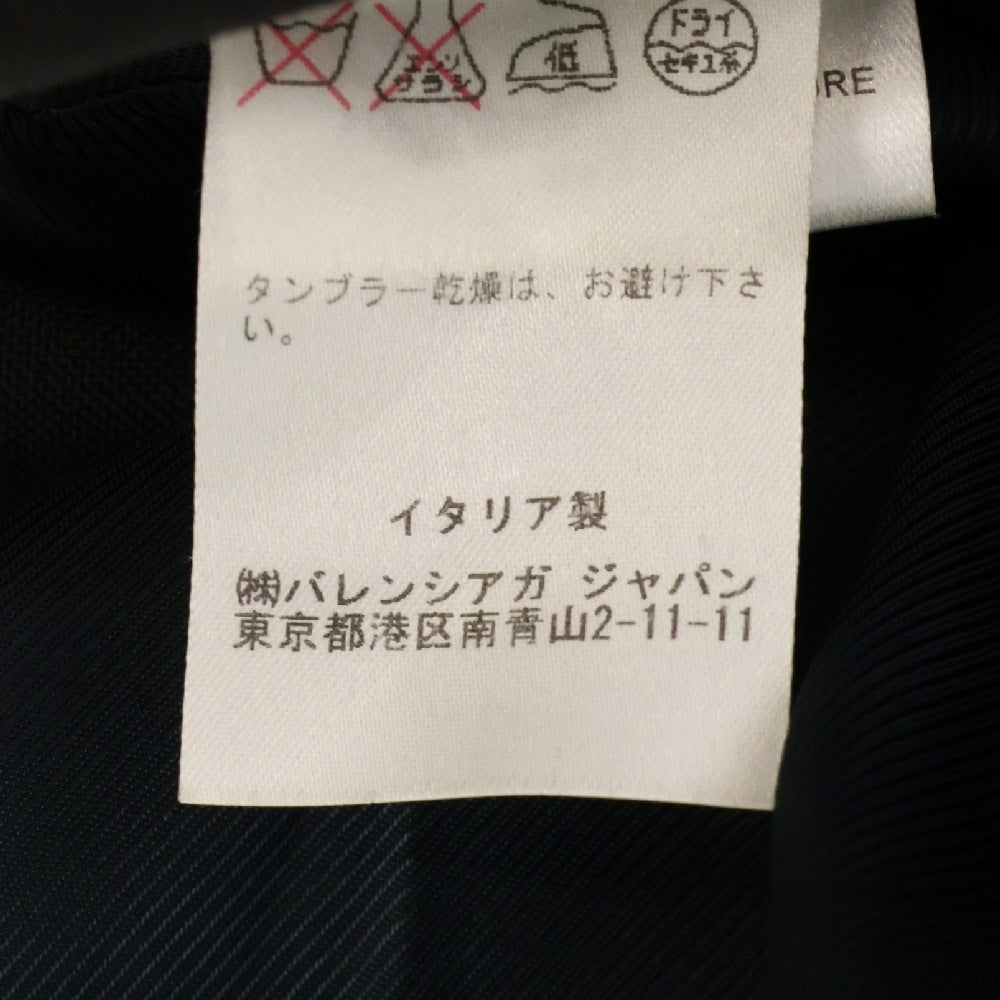 エンソ
サラシ
低
ドライ
セキユ系
RE
タンブラー乾燥は、お避け下さ
い。
イタリア製
㈱バレンシアガ ジャパン
東京都港区南青山2-11-11